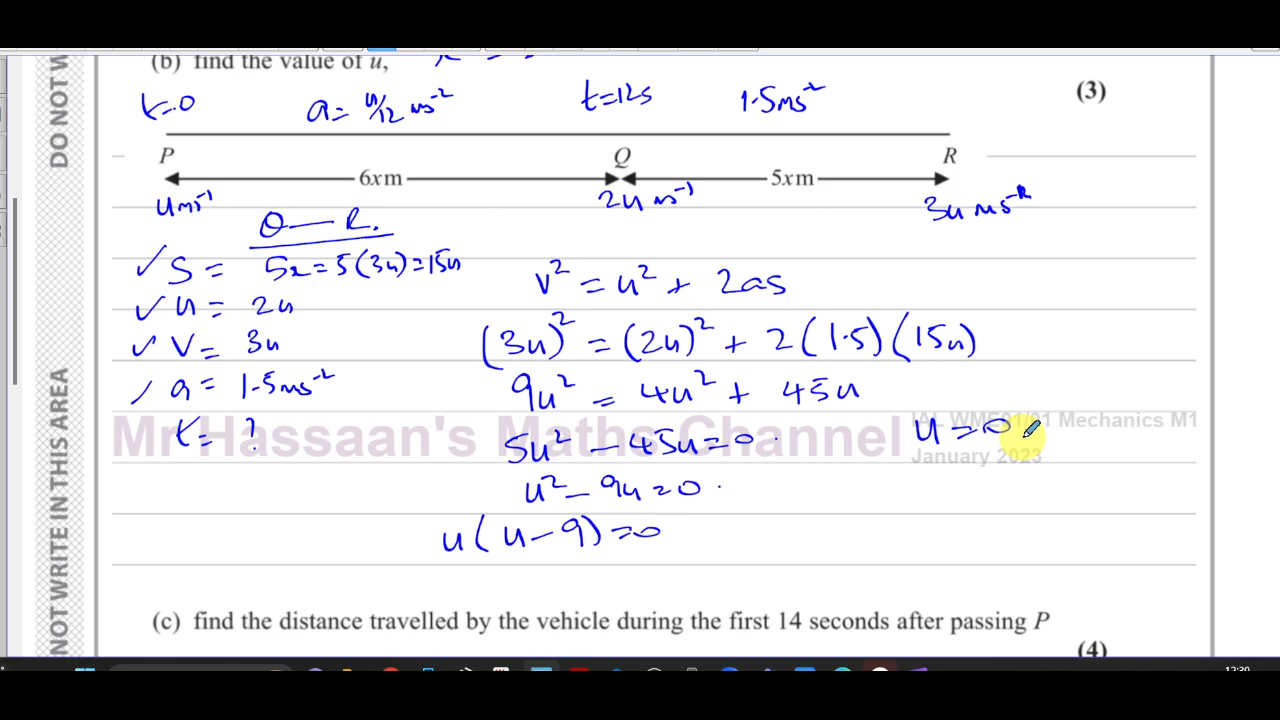 (b) find the value of u,
(3)
t=0 a= u/12 ms⁻² t=12s 1.5ms⁻²
P Q R
6x m 5x m
u ms⁻¹ 2u ms⁻¹ 3u ms⁻¹
Q — R.
✓ S = 5x = 5(3u) = 15u
✓ u = 2u
✓ v = 3u
✓ a = 1.5ms⁻²
t = ?
v² = u² + 2as
(3u)² = (2u)² + 2(1.5)(15u)
9u² = 4u² + 45u
5u² - 45u = 0.
u² - 9u = 0.
u(u - 9) = 0
u = 0
Mr Hassaan's Maths Channel
IAL WME01/01 Mechanics M1
January 2023
(c) find the distance travelled by the vehicle during the first 14 seconds after passing P
(4)
DO NOT W
NOT WRITE IN THIS AREA
12:30